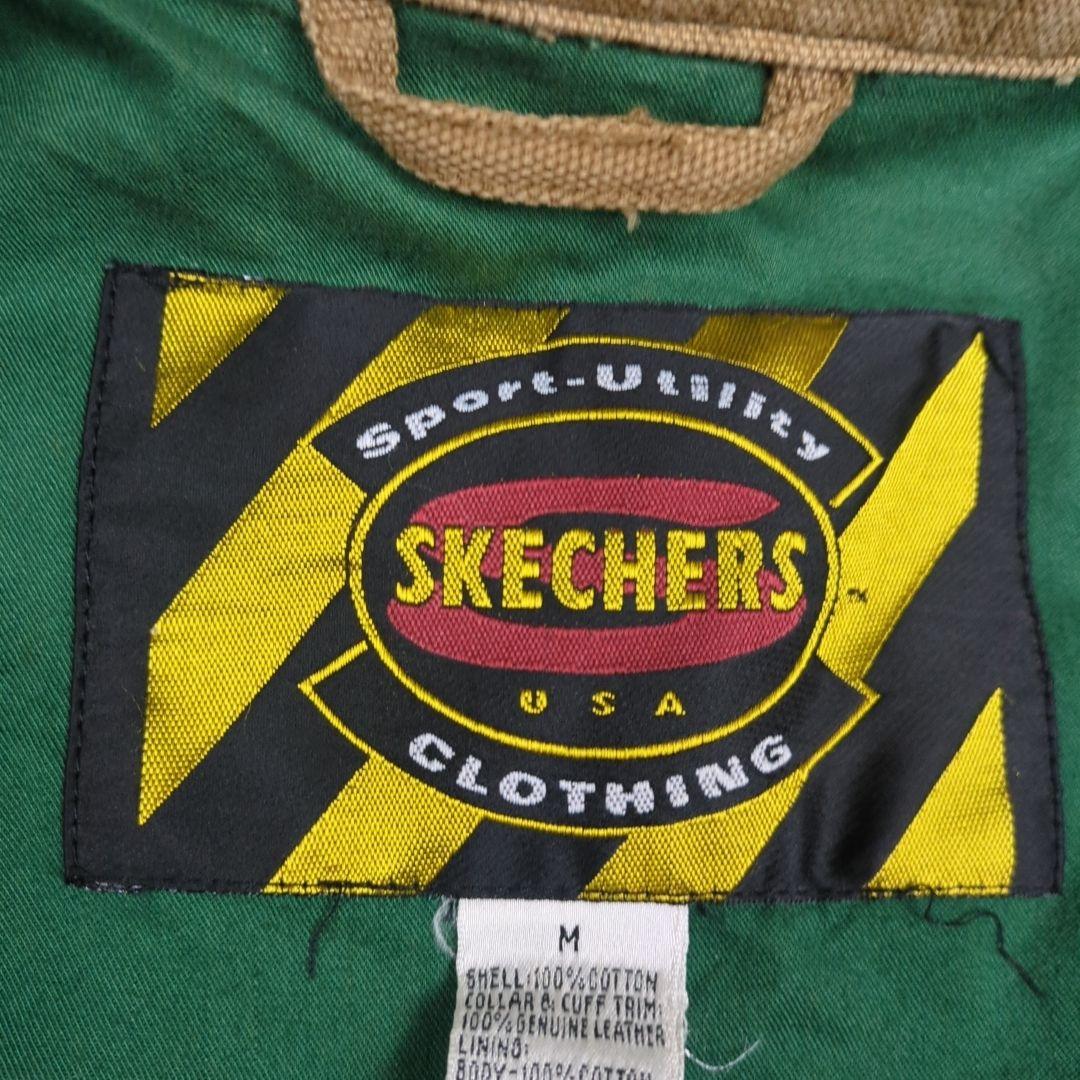 Sport-Utility
SKECHERS
USA
CLOTHING
M
SHELL:100%COTTON
COLLAR & CUFF TRIM:
100%GENUINE LEATHER
LINING:
BODY-100%COTTON